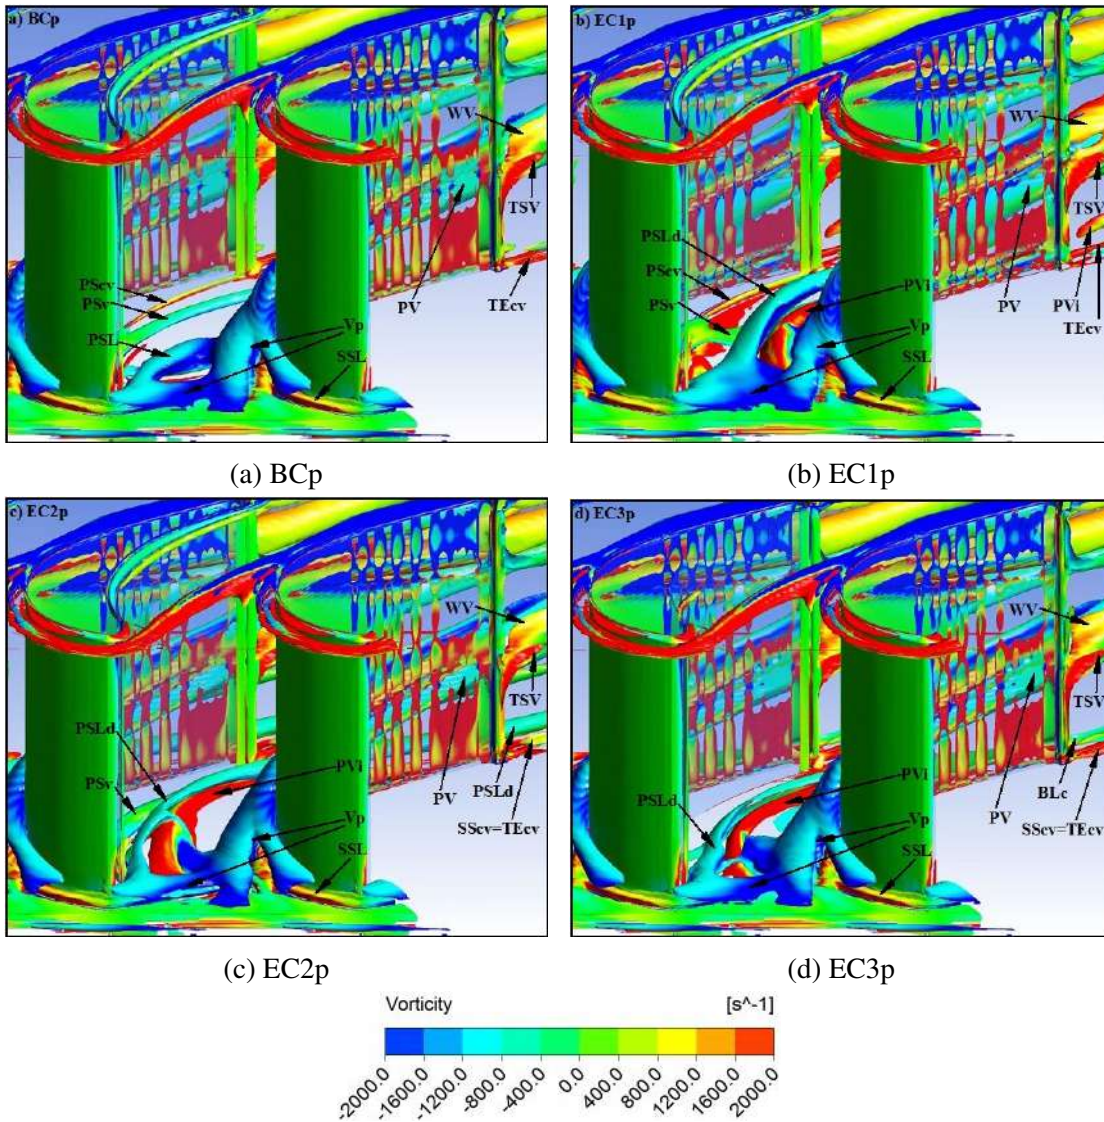 a) BCp
WV
TSV
PScv
PSv
PV
TEcv
PSL
Vp
SSL
(a) BCp
b) EC1p
WV
TSV
PSLd
PScv
PSv
PVi
PV
PVi
TEcv
Vp
SSL
(b) EC1p
c) EC2p
WV
TSV
PSLd
PSv
PVi
PV
PSLd
SScv=TEcv
Vp
SSL
(c) EC2p
d) EC3p
WV
TSV
PVi
PSLd
PV
BLc
SScv=TEcv
Vp
SSL
(d) EC3p
Vorticity [s^-1]
-2000.0 -1600.0 -1200.0 -800.0 -400.0 0.0 400.0 800.0 1200.0 1600.0 2000.0